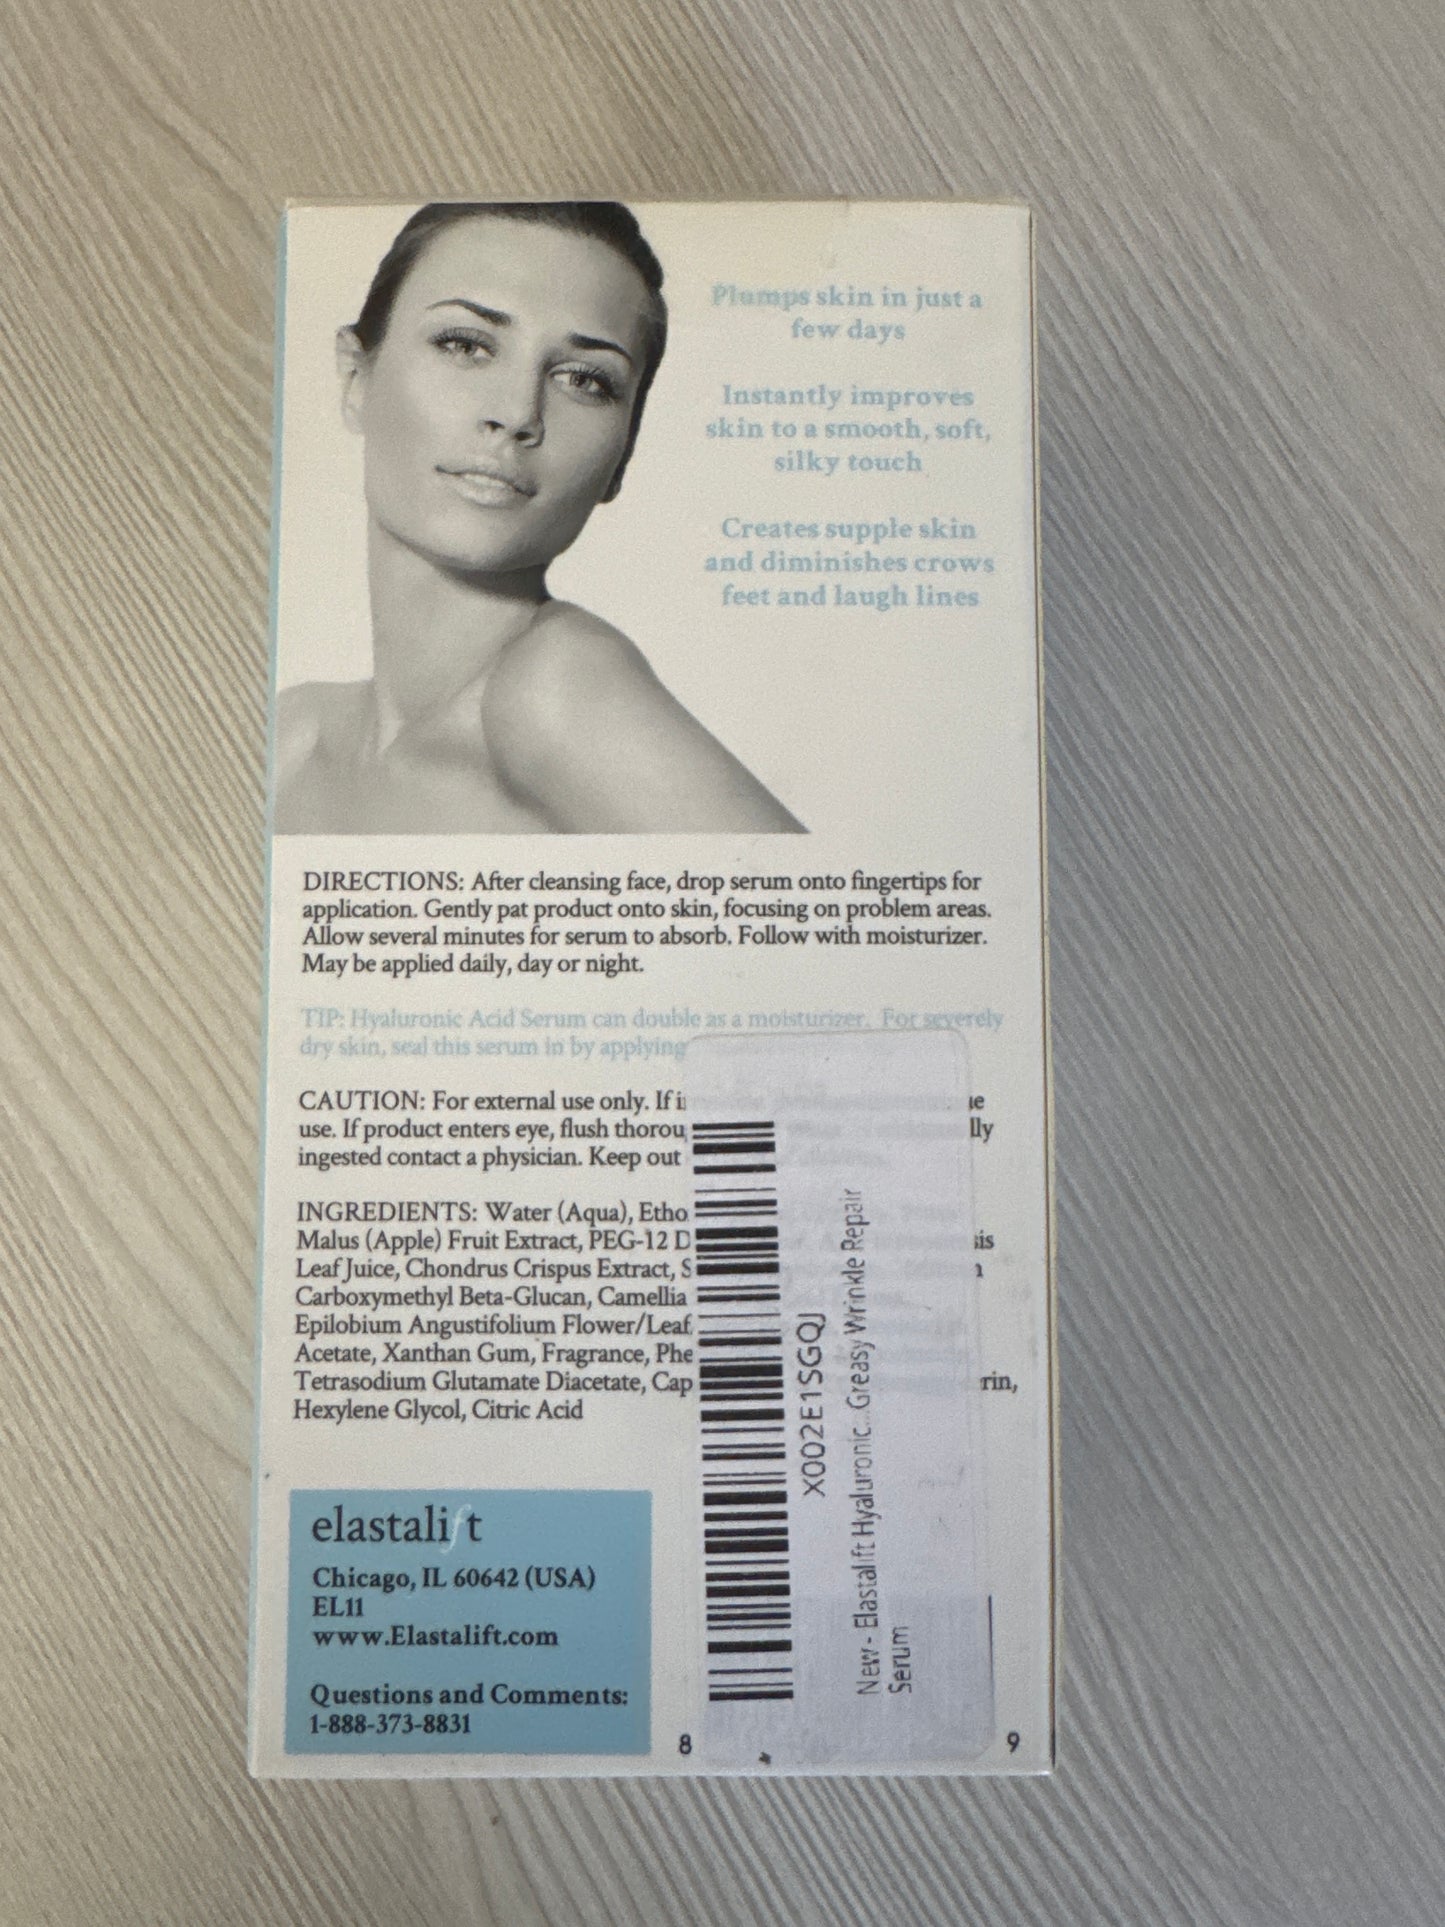 Plumps skin in just a
few days
Instantly improves
skin to a smooth, soft,
silky touch
Creates supple skin
and diminishes crows
feet and laugh lines
DIRECTIONS: After cleansing face, drop serum onto fingertips for
application. Gently pat product onto skin, focusing on problem areas.
Allow several minutes for serum to absorb. Follow with moisturizer.
May be applied daily, day or night.
TIP: Hyaluronic Acid Serum can double as a moisturizer. For severely
dry skin, seal this serum in by applying
CAUTION: For external use only. If
use. If product enters eye, flush
ingested contact a physician. Keep out
INGREDIENTS: Water (Aqua),
Malus (Apple) Fruit Extract, PEG-12
Leaf Juice, Chondrus Crispus Extract,
Carboxymethyl Beta-Glucan, Camellia
Epilobium Angustifolium Flower/Leaf
Acetate, Xanthan Gum, Fragrance,
Tetrasodium Glutamate Diacetate,
Hexylene Glycol, Citric Acid
elastalift
Chicago, IL 60642 (USA)
EL11
www.Elastalift.com
Questions and Comments:
1-888-373-8831
8
9
X002E1SGQJ
New - Elastalift Hyaluronic...Greasy Wrinkle Repair
Serum